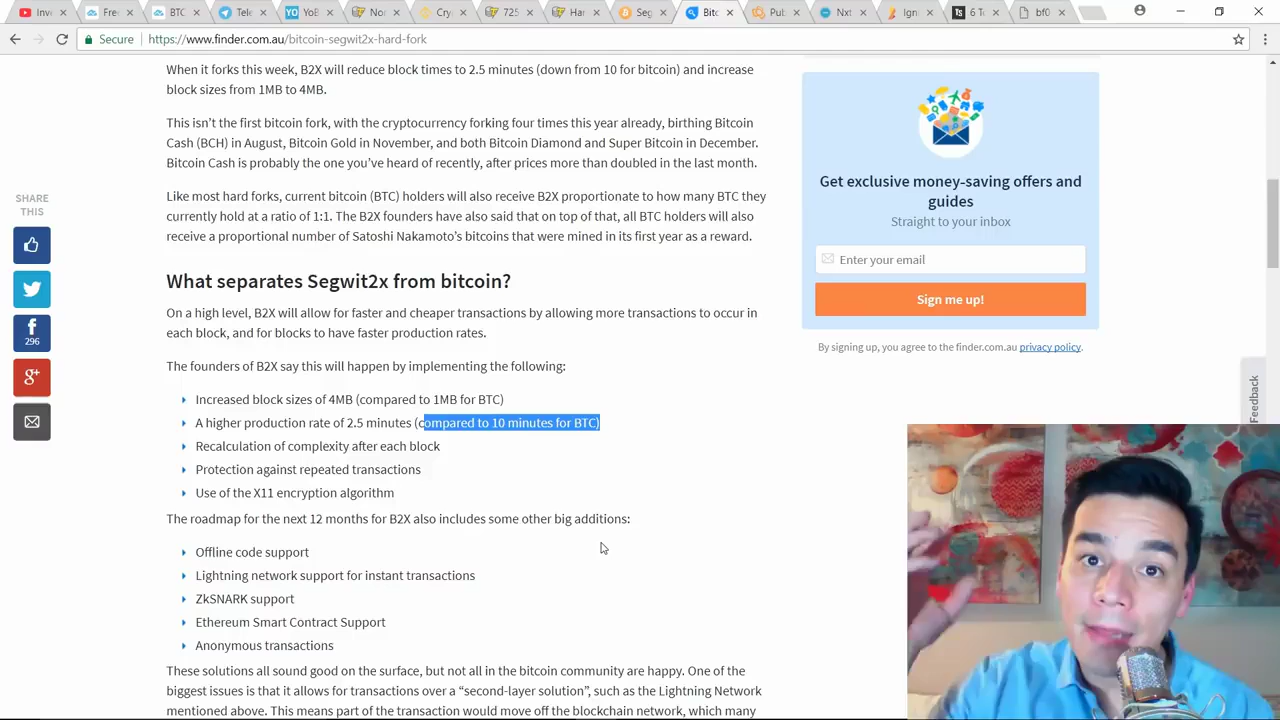 Inve
Free
BTC
Tele
YoB
Nor
Cry
725
Har
Seg
Bitc
Pub
Nxt
Igno
6 To
bf0
Secure
https://www.finder.com.au/bitcoin-segwit2x-hard-fork
When it forks this week, B2X will reduce block times to 2.5 minutes (down from 10 for bitcoin) and increase
block sizes from 1MB to 4MB.
This isn’t the first bitcoin fork, with the cryptocurrency forking four times this year already, birthing Bitcoin
Cash (BCH) in August, Bitcoin Gold in November, and both Bitcoin Diamond and Super Bitcoin in December.
Bitcoin Cash is probably the one you’ve heard of recently, after prices more than doubled in the last month.
Like most hard forks, current bitcoin (BTC) holders will also receive B2X proportionate to how many BTC they
currently hold at a ratio of 1:1. The B2X founders have also said that on top of that, all BTC holders will also
receive a proportional number of Satoshi Nakamoto’s bitcoins that were mined in its first year as a reward.
What separates Segwit2x from bitcoin?
On a high level, B2X will allow for faster and cheaper transactions by allowing more transactions to occur in
each block, and for blocks to have faster production rates.
The founders of B2X say this will happen by implementing the following:
Increased block sizes of 4MB (compared to 1MB for BTC)
A higher production rate of 2.5 minutes (compared to 10 minutes for BTC)
Recalculation of complexity after each block
Protection against repeated transactions
Use of the X11 encryption algorithm
The roadmap for the next 12 months for B2X also includes some other big additions:
Offline code support
Lightning network support for instant transactions
ZkSNARK support
Ethereum Smart Contract Support
Anonymous transactions
These solutions all sound good on the surface, but not all in the bitcoin community are happy. One of the
biggest issues is that it allows for transactions over a “second-layer solution”, such as the Lightning Network
mentioned above. This means part of the transaction would move off the blockchain network, which many
SHARE
THIS
296
Get exclusive money-saving offers and
guides
Straight to your inbox
Enter your email
Sign me up!
By signing up, you agree to the finder.com.au privacy policy.
Feedback